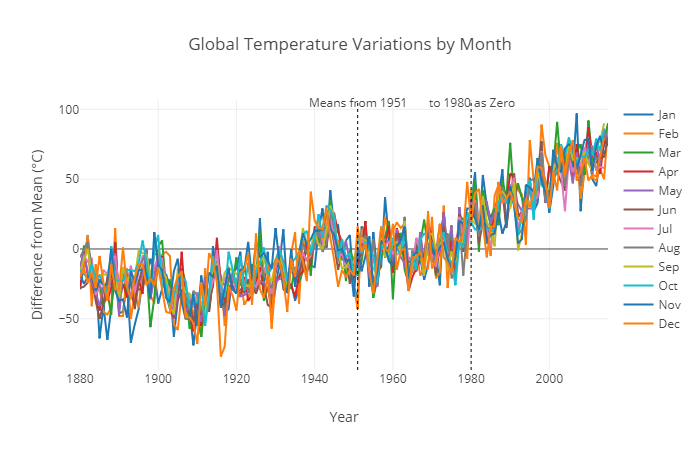 Global Temperature Variations by Month
Means from 1951
to 1980 as Zero
Difference from Mean (°C)
100
50
0
−50
1880
1900
1920
1940
1960
1980
2000
Year
Jan
Feb
Mar
Apr
May
Jun
Jul
Aug
Sep
Oct
Nov
Dec